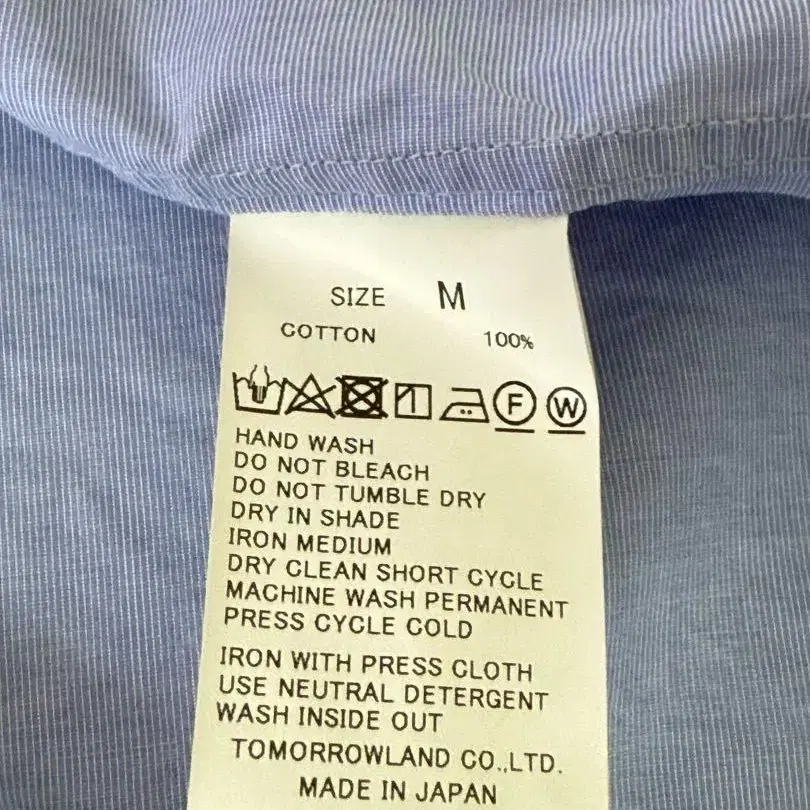 SIZE M
COTTON 100%
F W
HAND WASH
DO NOT BLEACH
DO NOT TUMBLE DRY
DRY IN SHADE
IRON MEDIUM
DRY CLEAN SHORT CYCLE
MACHINE WASH PERMANENT
PRESS CYCLE COLD
IRON WITH PRESS CLOTH
USE NEUTRAL DETERGENT
WASH INSIDE OUT
TOMORROWLAND CO.,LTD.
MADE IN JAPAN